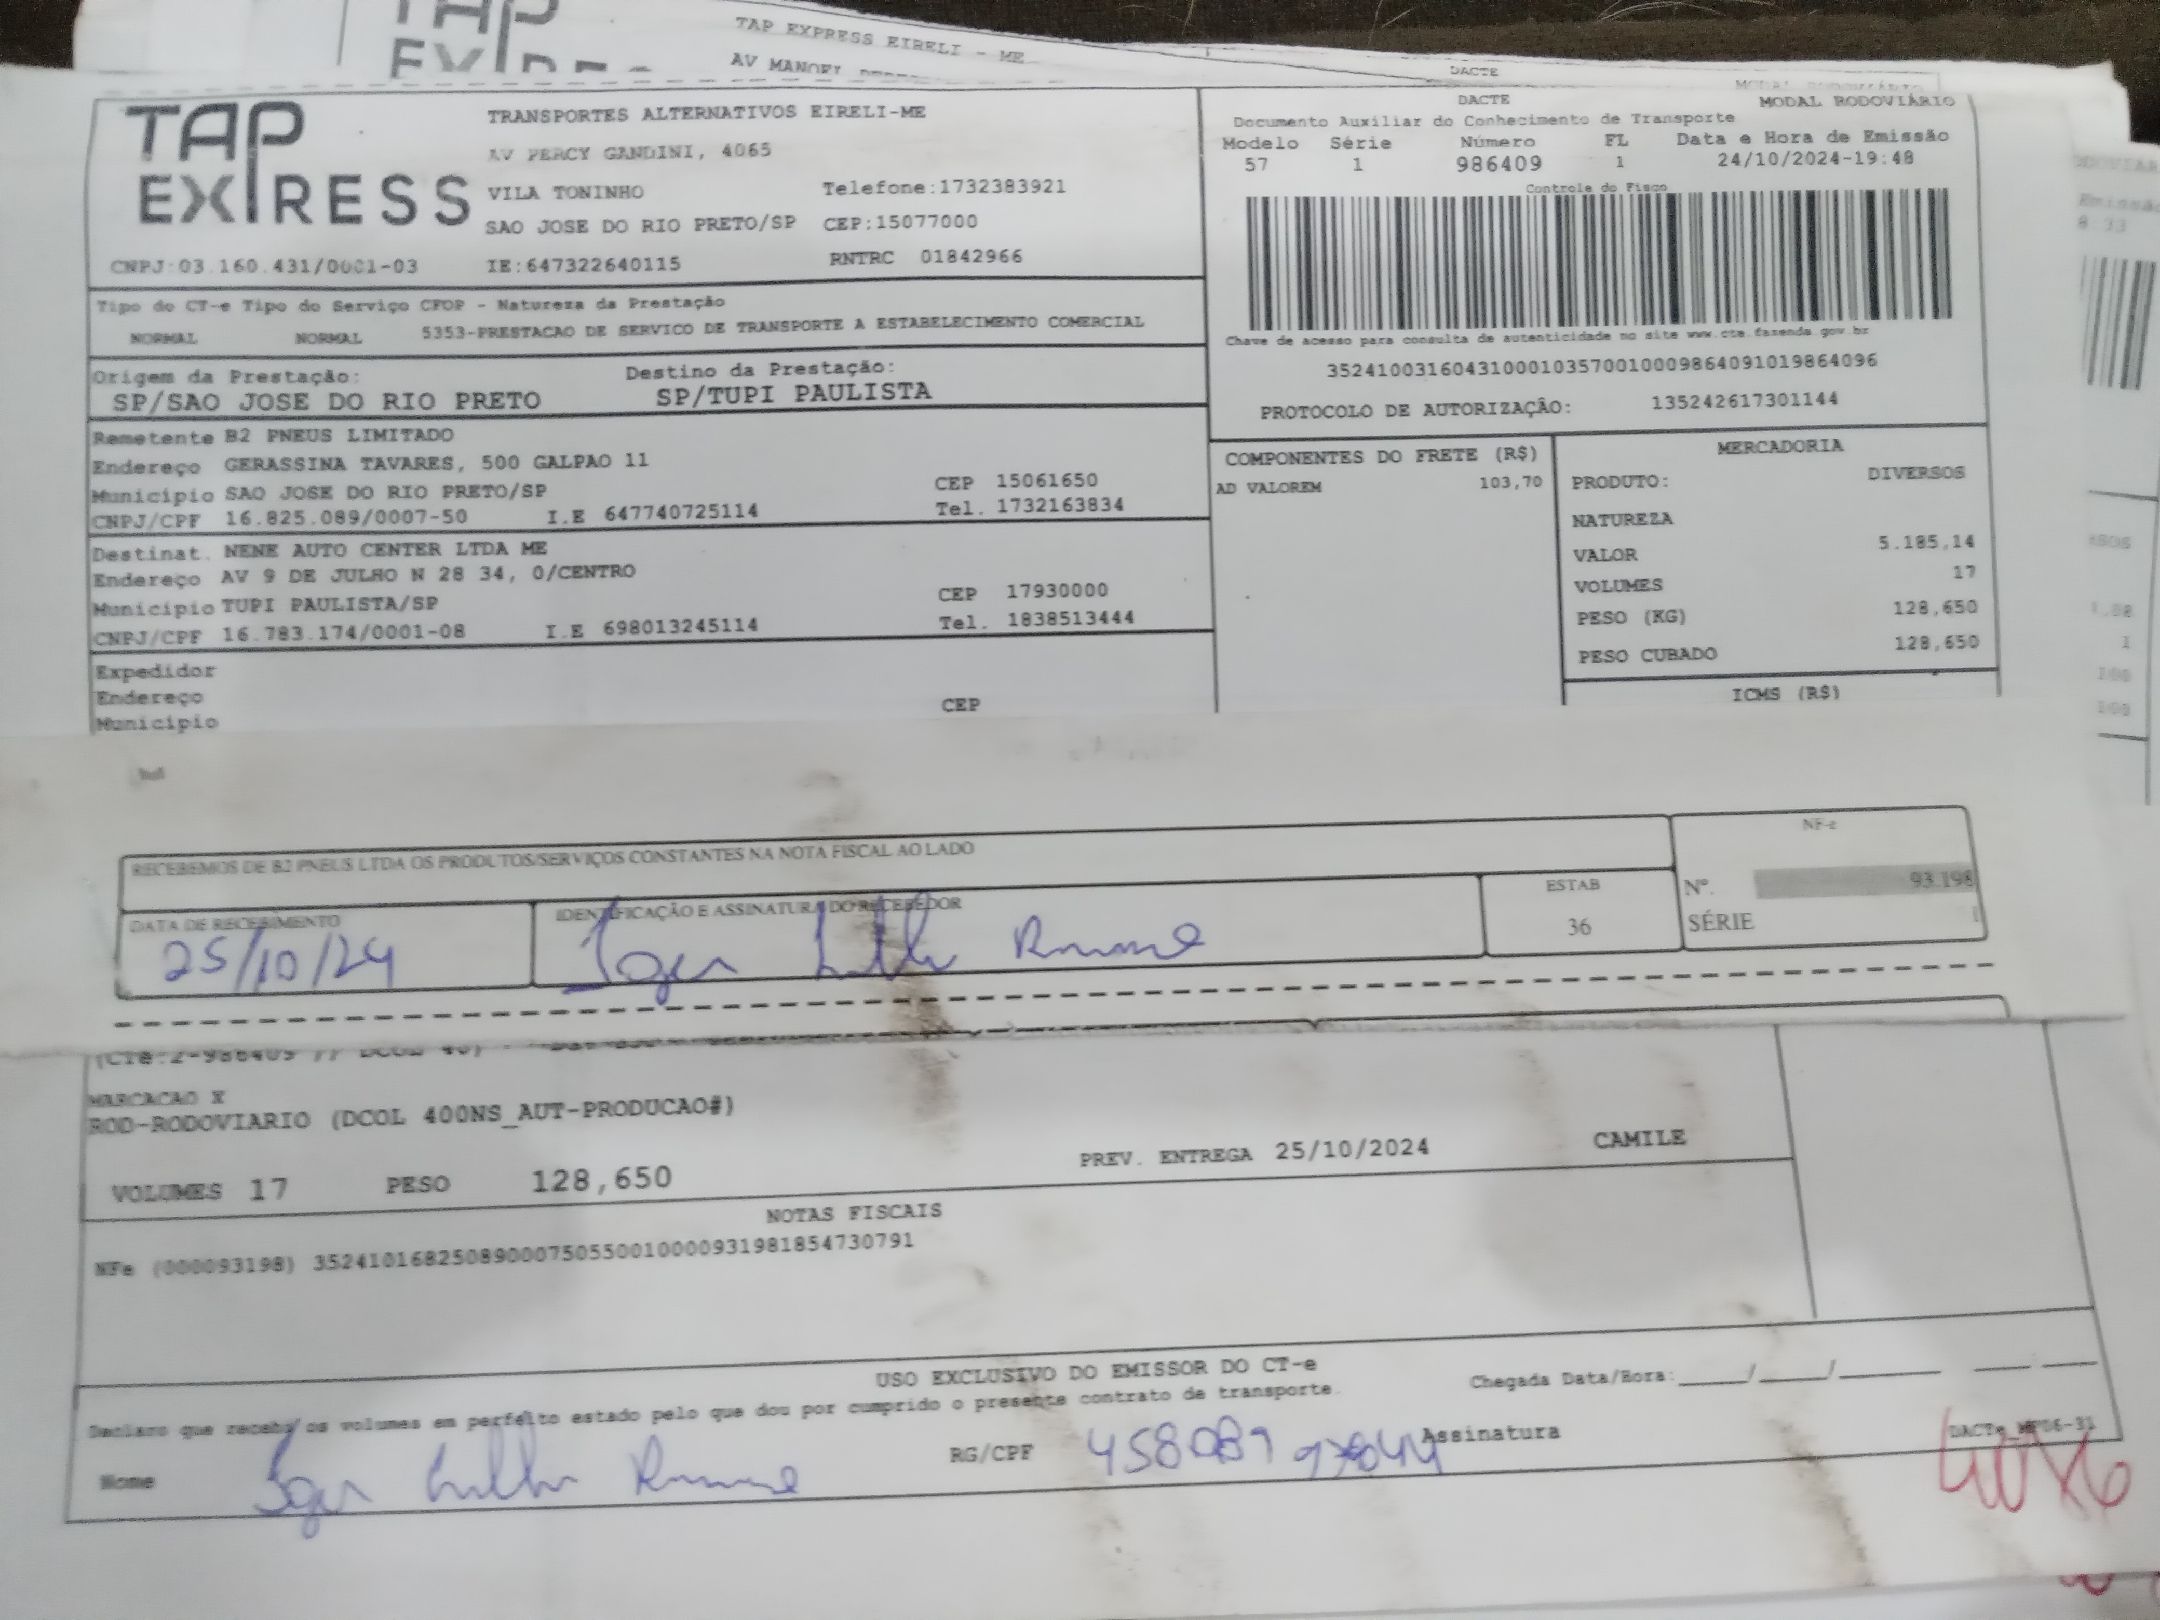 TAP EXPRESS EIRELI - ME
TAP
EXPRESS
TRANSPORTES ALTERNATIVOS EIRELI-ME
AV PERCY GANDINI, 4065
VILA TONINHO Telefone:1732383921
SAO JOSE DO RIO PRETO/SP CEP:15077000
CNPJ:03.160.431/0001-03 IE:647322640115 RNTRC 01842966
DACTE
DACTE MODAL RODOVIÁRIO
Documento Auxiliar do Conhecimento de Transporte
Modelo Série Número FL Data e Hora de Emissão
57 1 986409 1 24/10/2024-19:48
Controle do Fisco
Chave de acesso para consulta de autenticidade no site www.cte.fazenda.gov.br
35241003160431000103570010009864091019864096
PROTOCOLO DE AUTORIZAÇÃO: 135242617301144
Tipo do CT-e Tipo do Serviço CFOP - Natureza da Prestação
NORMAL NORMAL 5353-PRESTACAO DE SERVICO DE TRANSPORTE A ESTABELECIMENTO COMERCIAL
Origem da Prestação: Destino da Prestação:
SP/SAO JOSE DO RIO PRETO SP/TUPI PAULISTA
Remetente B2 PNEUS LIMITADO
Endereço GERASSINA TAVARES, 500 GALPAO 11
Município SAO JOSE DO RIO PRETO/SP CEP 15061650
CNPJ/CPF 16.825.089/0007-50 I.E 647740725114 Tel. 1732163834
Destinat. NENE AUTO CENTER LTDA ME
Endereço AV 9 DE JULHO N 28 34, 0/CENTRO
Município TUPI PAULISTA/SP CEP 17930000
CNPJ/CPF 16.783.174/0001-08 I.E 698013245114 Tel. 1838513444
Expedidor
Endereço
Município CEP
COMPONENTES DO FRETE (R$)
AD VALOREM 103,70
MERCADORIA
PRODUTO: DIVERSOS
NATUREZA
VALOR 5.185,14
VOLUMES 17
PESO (KG) 128,650
PESO CUBADO 128,650
ICMS (R$)
RECEBEMOS DE B2 PNEUS LTDA OS PRODUTOS/SERVIÇOS CONSTANTES NA NOTA FISCAL AO LADO
DATA DE RECEBIMENTO
25/10/24
IDENTIFICAÇÃO E ASSINATURA DO RECEBEDOR
ESTAB
36
NF-e
Nº. 93.198
SÉRIE 1
MARCACAO X
ROD-RODOVIARIO (DCOL 400NS_AUT-PRODUCAO#)
VOLUMES 17 PESO 128,650 PREV. ENTREGA 25/10/2024 CAMILE
NOTAS FISCAIS
NFe (000093198) 35241016825089000750550010000931981854730791
USO EXCLUSIVO DO EMISSOR DO CT-e
Declaro que recebi os volumes em perfeito estado pelo que dou por cumprido o presente contrato de transporte.
Chegada Data/Hora:
Nome RG/CPF Assinatura